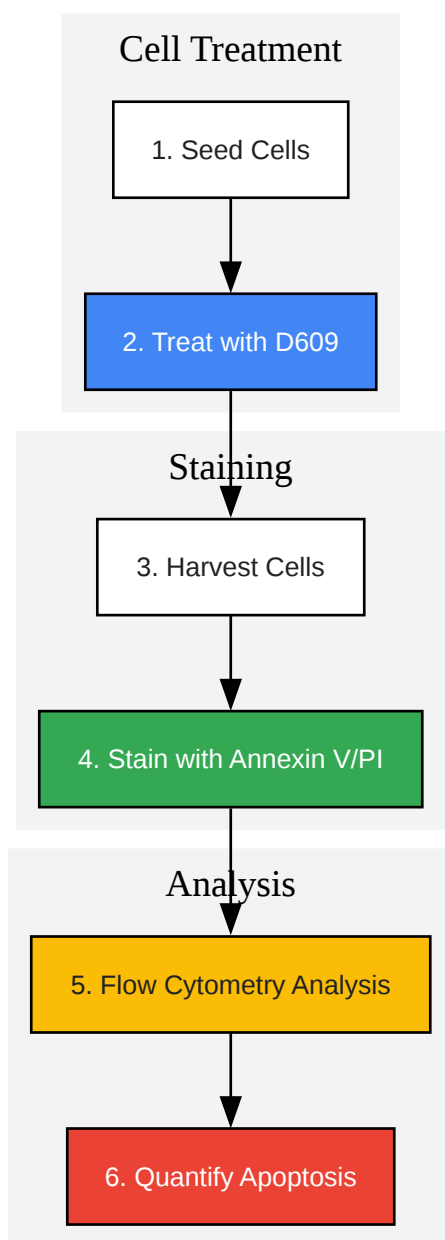 Cell Treatment
1. Seed Cells
2. Treat with D609
Staining
3. Harvest Cells
4. Stain with Annexin V/PI
Analysis
5. Flow Cytometry Analysis
6. Quantify Apoptosis